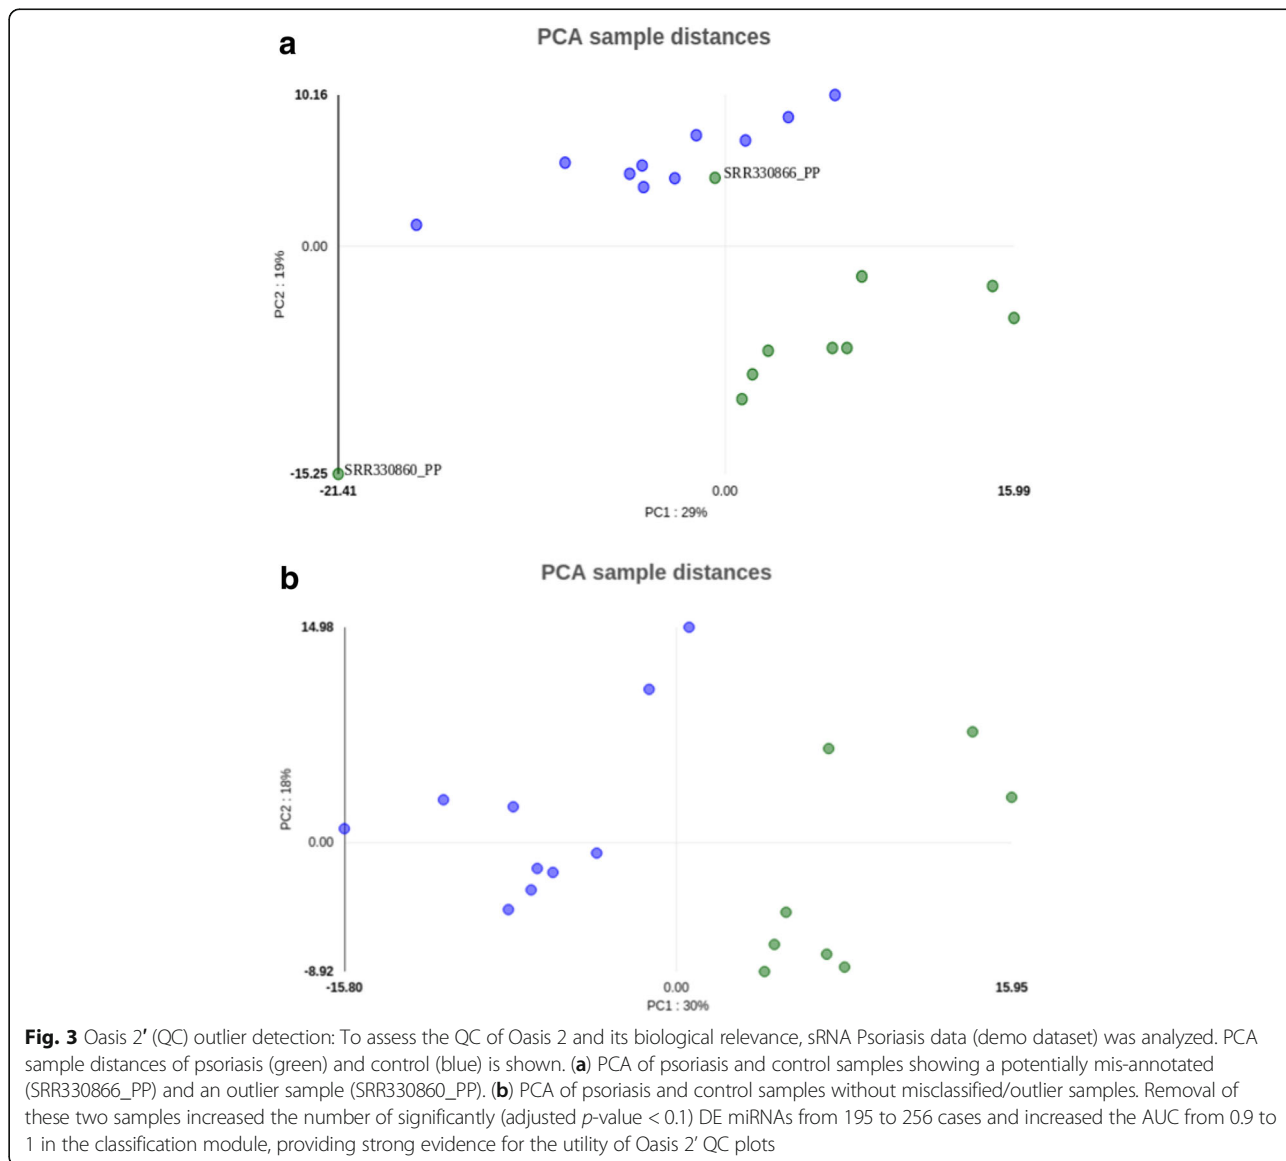 a
PCA sample distances
10.16
SRR330866_PP
0.00
PC2 : 19%
-15.25
SRR330860_PP
-21.41
0.00
15.99
PC1 : 29%
b
PCA sample distances
14.98
PC2 : 18%
0.00
-8.92
-15.80
0.00
15.95
PC1 : 30%
Fig. 3 Oasis 2′ (QC) outlier detection: To assess the QC of Oasis 2 and its biological relevance, sRNA Psoriasis data (demo dataset) was analyzed. PCA
sample distances of psoriasis (green) and control (blue) is shown. (a) PCA of psoriasis and control samples showing a potentially mis-annotated
(SRR330866_PP) and an outlier sample (SRR330860_PP). (b) PCA of psoriasis and control samples without misclassified/outlier samples. Removal of
these two samples increased the number of significantly (adjusted p-value < 0.1) DE miRNAs from 195 to 256 cases and increased the AUC from 0.9 to
1 in the classification module, providing strong evidence for the utility of Oasis 2′ QC plots